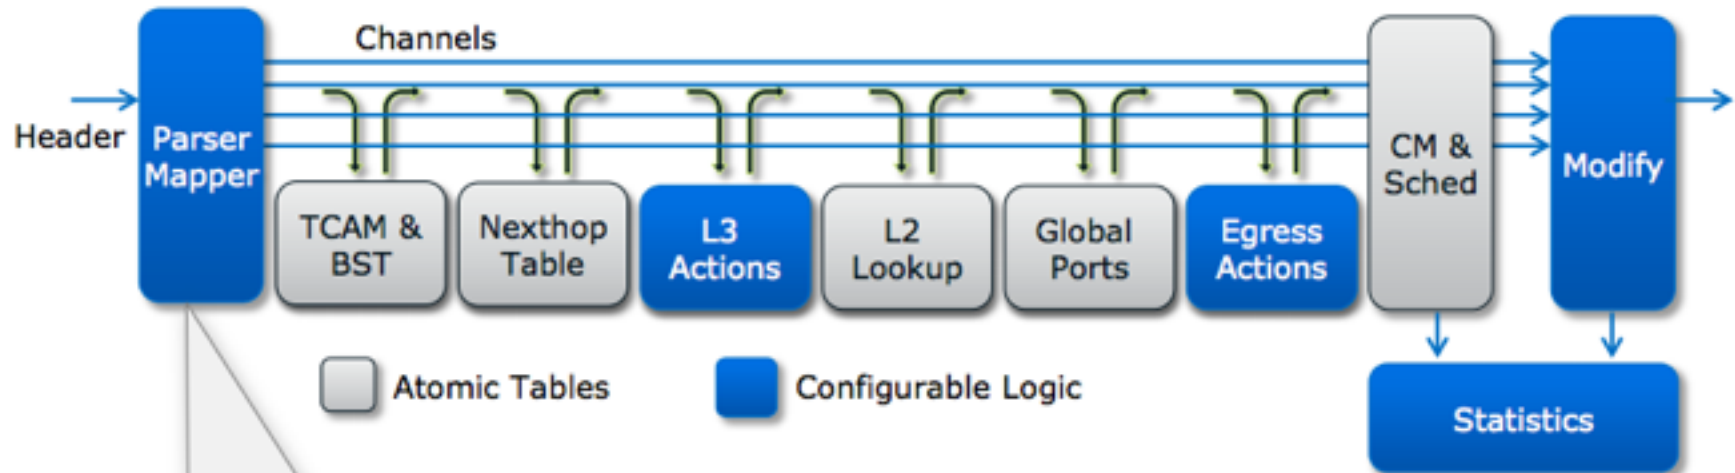 Channels
Header
Parser
Mapper
TCAM &
BST
Nexthop
Table
L3
Actions
L2
Lookup
Global
Ports
Egress
Actions
CM &
Sched
Modify
Atomic Tables
Configurable Logic
Statistics